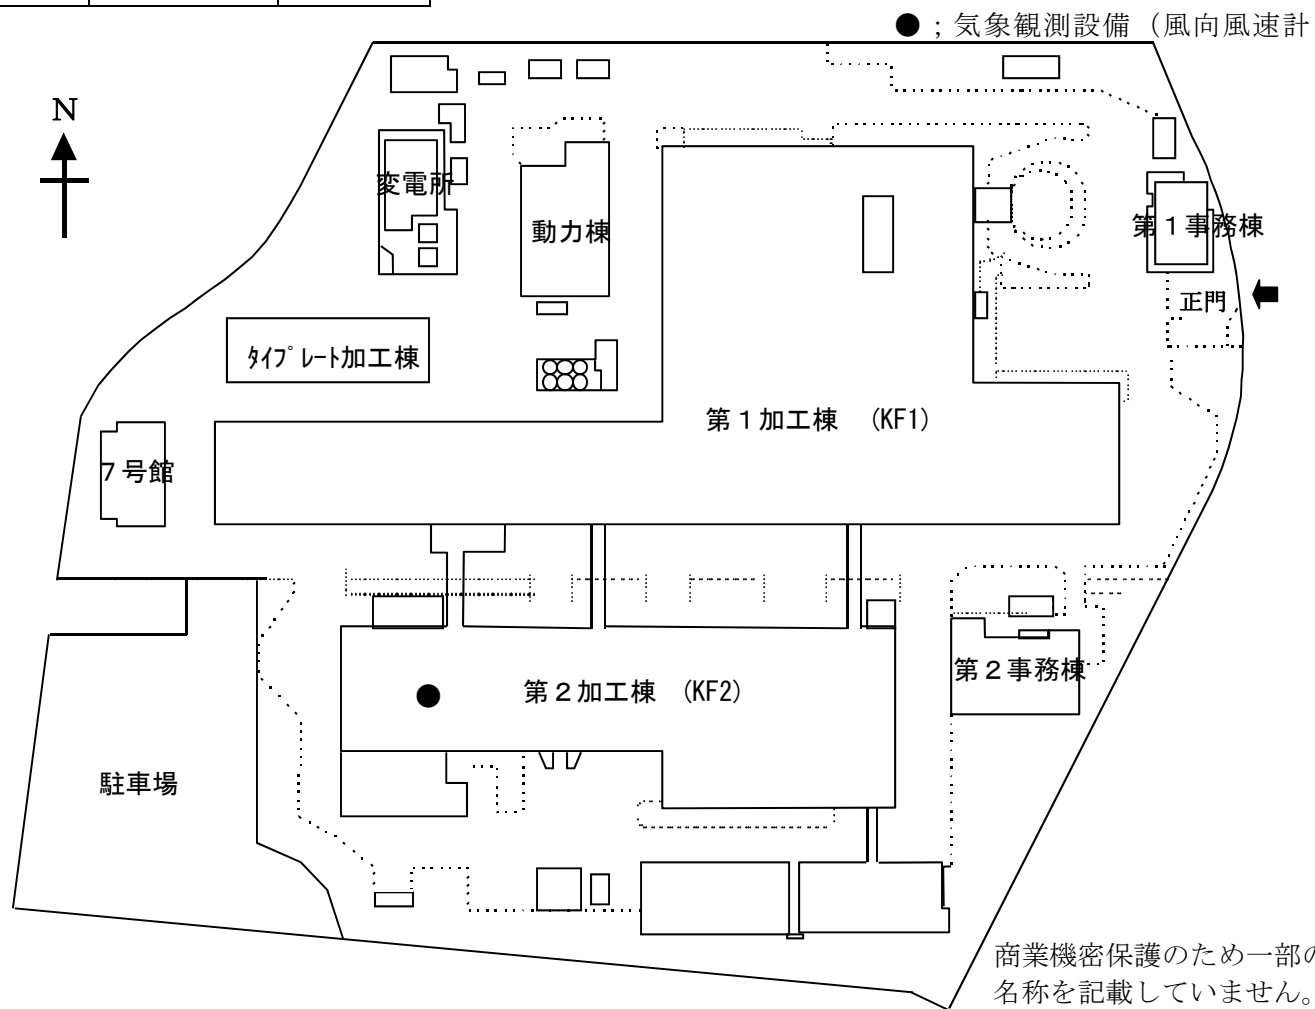 ●；気象観測設備（風向風速計
N
変電所
動力棟
第１事務棟
正門
ﾀｲﾌﾟﾚｰﾄ加工棟
第１加工棟　(KF1)
７号館
第２事務棟
第２加工棟　(KF2)
駐車場
商業機密保護のため一部の
名称を記載していません。